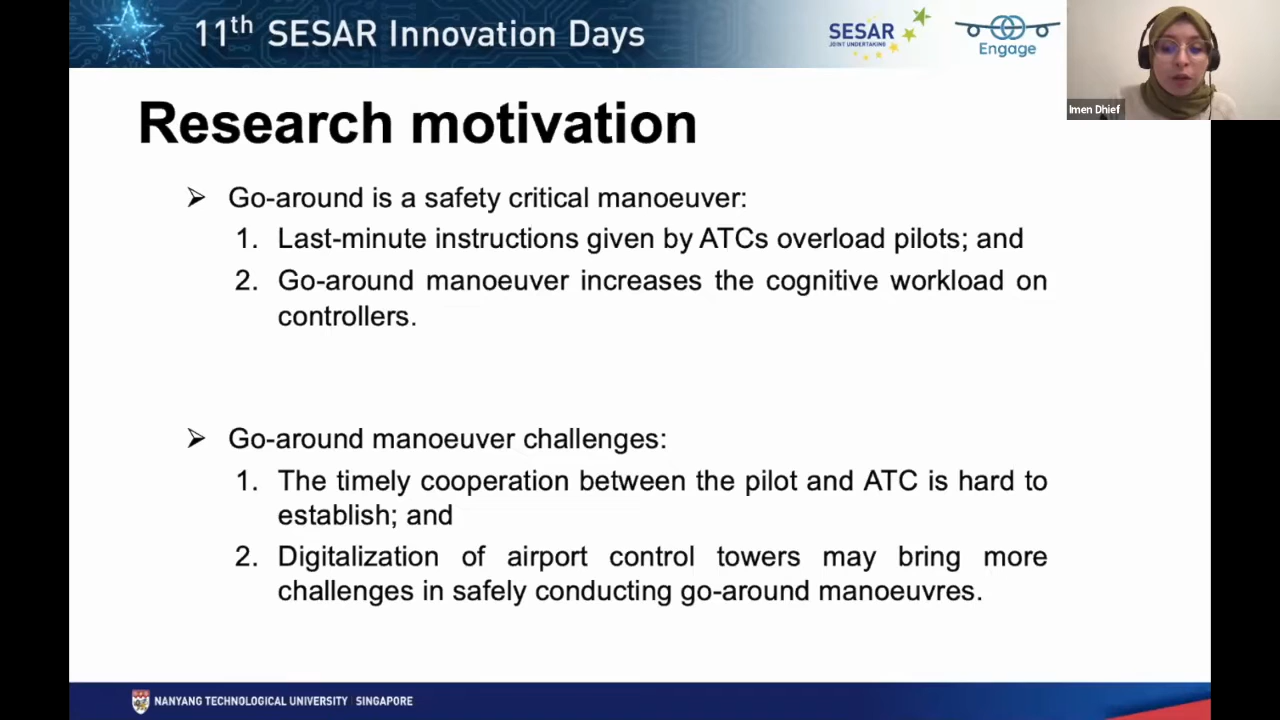 11th SESAR Innovation Days
SESAR
JOINT UNDERTAKING
Engage
Imen Dhief
Research motivation
➢ Go-around is a safety critical manoeuver:
1. Last-minute instructions given by ATCs overload pilots; and
2. Go-around manoeuver increases the cognitive workload on
controllers.
➢ Go-around manoeuver challenges:
1. The timely cooperation between the pilot and ATC is hard to
establish; and
2. Digitalization of airport control towers may bring more
challenges in safely conducting go-around manoeuvres.
NANYANG TECHNOLOGICAL UNIVERSITY | SINGAPORE